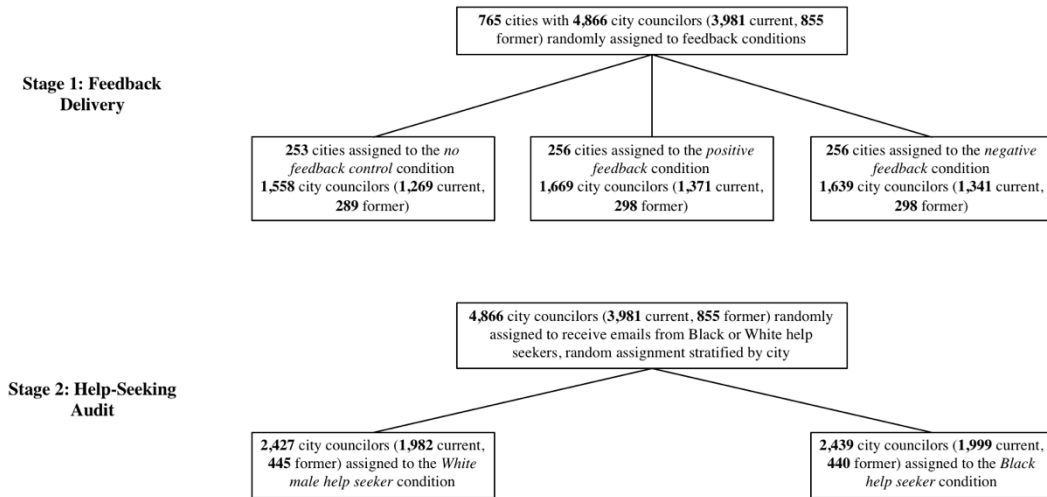 765 cities with 4,866 city councilors (3,981 current, 855
former) randomly assigned to feedback conditions
Stage 1: Feedback
Delivery
253 cities assigned to the no
feedback control condition
1,558 city councilors (1,269 current,
289 former)
256 cities assigned to the positive
feedback condition
1,669 city councilors (1,371 current,
298 former)
256 cities assigned to the negative
feedback condition
1,639 city councilors (1,341 current,
298 former)
4,866 city councilors (3,981 current, 855 former) randomly
assigned to receive emails from Black or White help
seekers, random assignment stratified by city
Stage 2: Help-Seeking
Audit
2,427 city councilors (1,982 current,
445 former) assigned to the White
male help seeker condition
2,439 city councilors (1,999 current,
440 former) assigned to the Black
help seeker condition